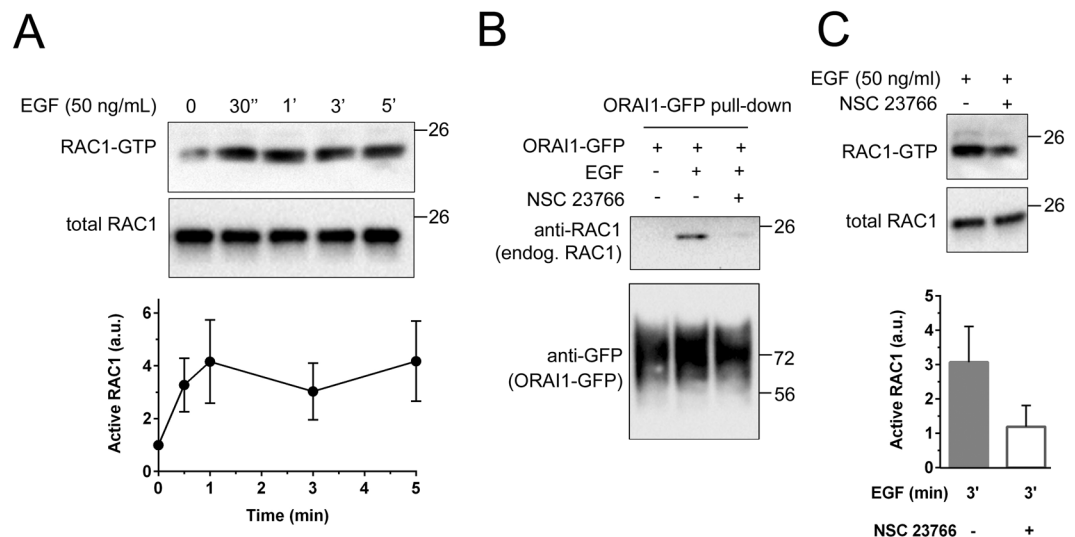 A
EGF (50 ng/mL) 0 30’’ 1’ 3’ 5’
RAC1-GTP
26
total RAC1
26
Active RAC1 (a.u.)
6
4
2
0
0 1 2 3 4 5
Time (min)
B
ORAI1-GFP pull-down
ORAI1-GFP + + +
EGF - + +
NSC 23766 - - +
anti-RAC1
(endog. RAC1)
26
anti-GFP
(ORAI1-GFP)
72
56
C
EGF (50 ng/ml) + +
NSC 23766 - +
RAC1-GTP
26
total RAC1
26
Active RAC1 (a.u.)
5
4
3
2
1
0
EGF (min) 3' 3'
NSC 23766 - +